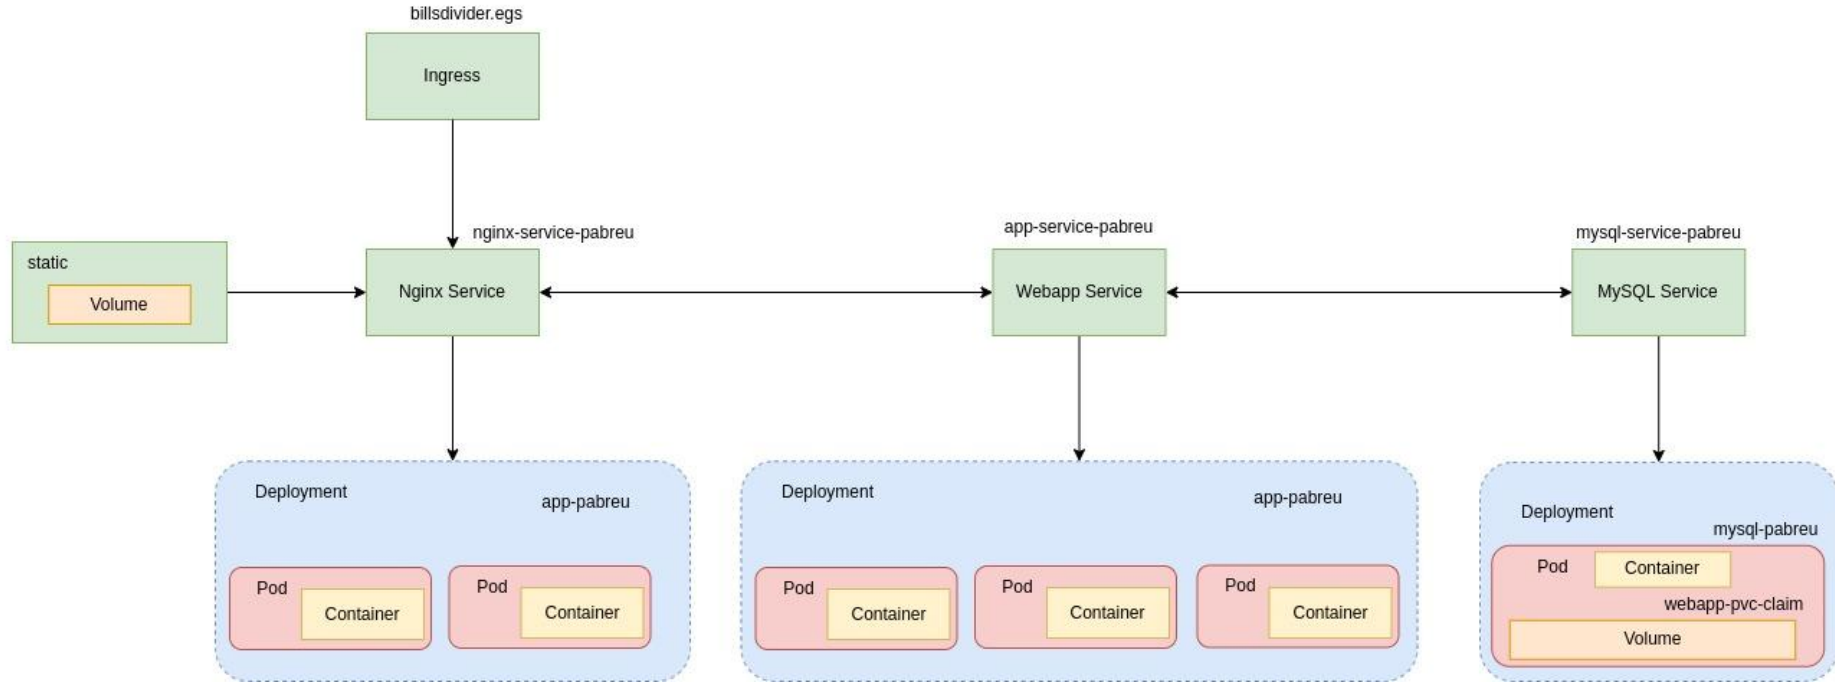 billsdivider.egs
Ingress
nginx-service-pabreu
app-service-pabreu
mysql-service-pabreu
static
Volume
Nginx Service
Webapp Service
MySQL Service
Deployment
app-pabreu
Pod
Container
Pod
Container
Deployment
app-pabreu
Pod
Container
Pod
Container
Pod
Container
Deployment
mysql-pabreu
Pod
Container
webapp-pvc-claim
Volume